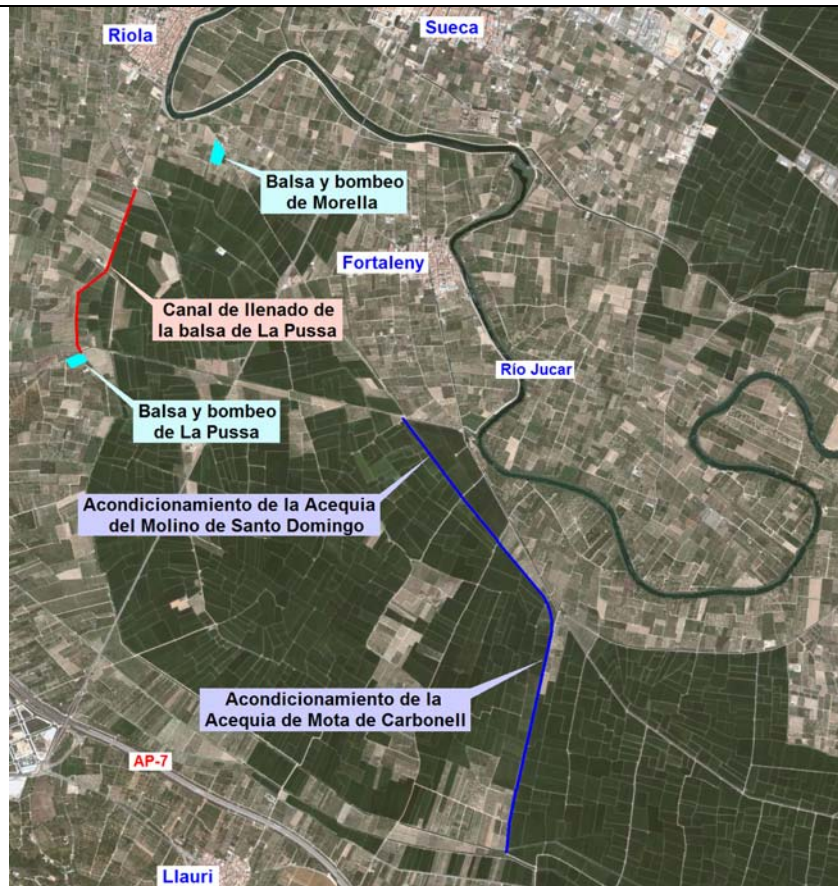 Riola
Sueca
Balsa y bombeo
de Morella
Fortaleny
Canal de llenado de
la balsa de La Pussa
Río Jucar
Balsa y bombeo
de La Pussa
Acondicionamiento de la Acequia
del Molino de Santo Domingo
Acondicionamiento de la
Acequia de Mota de Carbonell
AP-7
Llauri